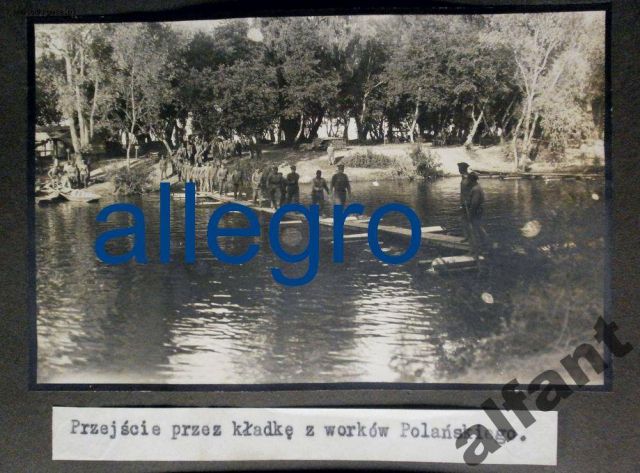 allegro
alfant
Przejście przez kładkę z worków Polańskiego.